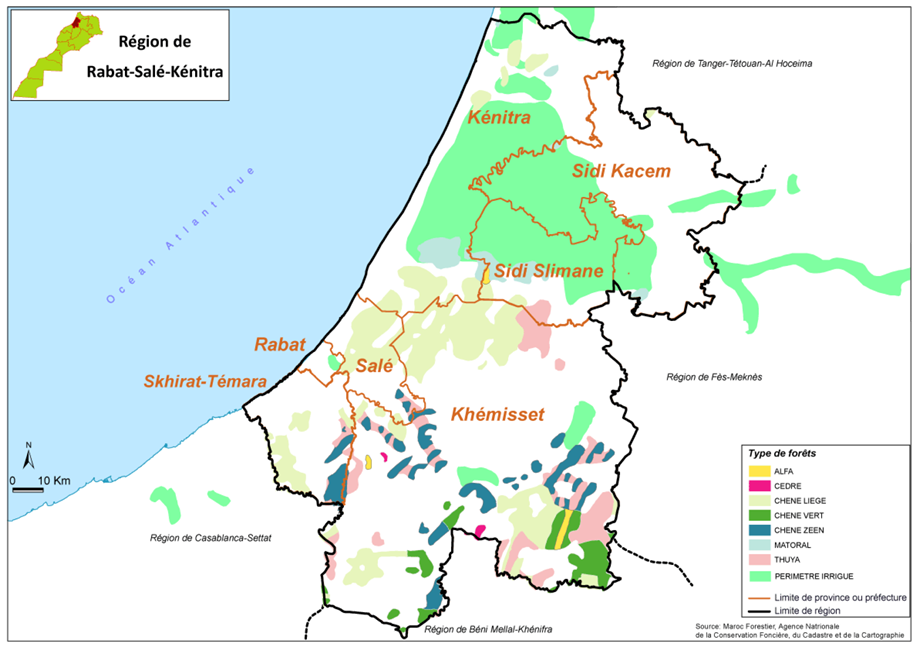 Région de
Rabat-Salé-Kénitra
Région de Tanger-Tétouan-Al Hoceima
Kénitra
Sidi Kacem
Océan Atlantique
Sidi Slimane
Rabat
Salé
Skhirat-Témara
Région de Fès-Meknès
Khémisset
N
0 10 Km
Région de Casablanca-Settat
Région de Béni Mellal-Khénifra
Type de forêts
ALFA
CEDRE
CHENE LIEGE
CHENE VERT
CHENE ZEEN
MATORAL
THUYA
PERIMETRE IRRIGUE
Limite de province ou préfecture
Limite de région
Source: Maroc Forestier, Agence Nationale
de la Conservation Foncière, du Cadastre et de la Cartographie